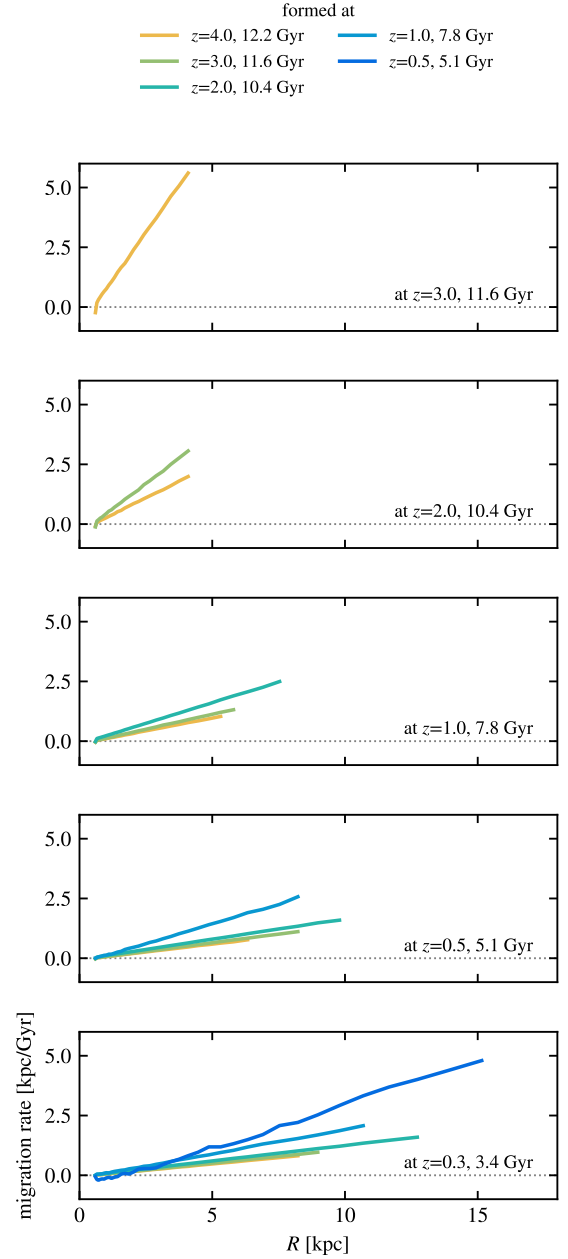 formed at
z=4.0, 12.2 Gyr z=1.0, 7.8 Gyr
z=3.0, 11.6 Gyr z=0.5, 5.1 Gyr
z=2.0, 10.4 Gyr
5.0
2.5
at z=3.0, 11.6 Gyr
0.0
5.0
2.5
at z=2.0, 10.4 Gyr
0.0
5.0
2.5
at z=1.0, 7.8 Gyr
0.0
5.0
2.5
at z=0.5, 5.1 Gyr
0.0
migration rate [kpc/Gyr]
5.0
2.5
at z=0.3, 3.4 Gyr
0.0
0 5 10 15
R [kpc]